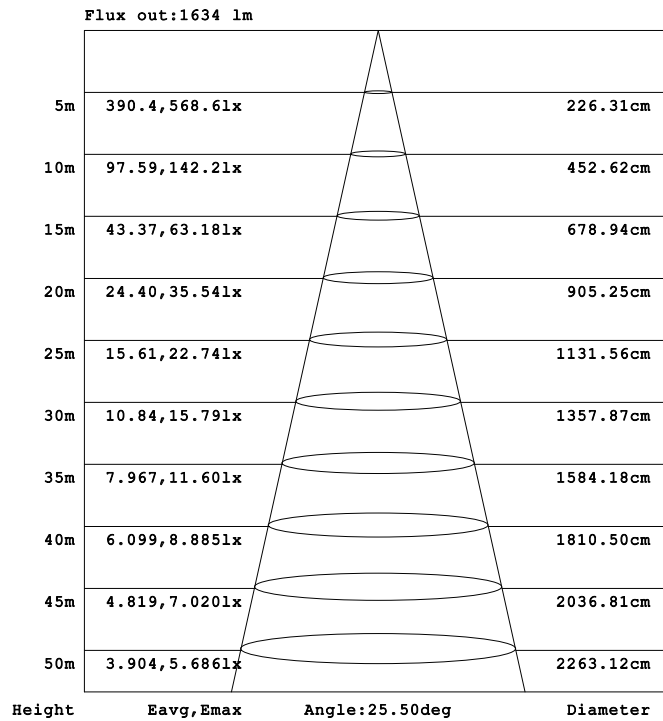 Flux out:1634 lm
5m 390.4,568.6lx 226.31cm
10m 97.59,142.2lx 452.62cm
15m 43.37,63.18lx 678.94cm
20m 24.40,35.54lx 905.25cm
25m 15.61,22.74lx 1131.56cm
30m 10.84,15.79lx 1357.87cm
35m 7.967,11.60lx 1584.18cm
40m 6.099,8.885lx 1810.50cm
45m 4.819,7.020lx 2036.81cm
50m 3.904,5.686lx 2263.12cm
Height Eavg,Emax Angle:25.50deg Diameter